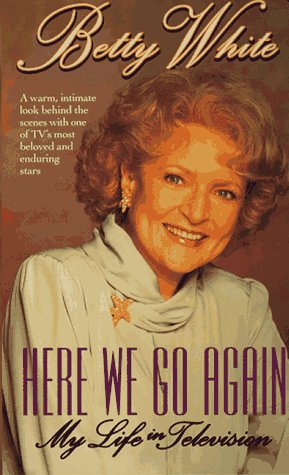 Betty White
A warm, intimate
look behind the
scenes with one
of TV's most
beloved and
enduring
stars
HERE WE GO AGAIN
My Life in Television